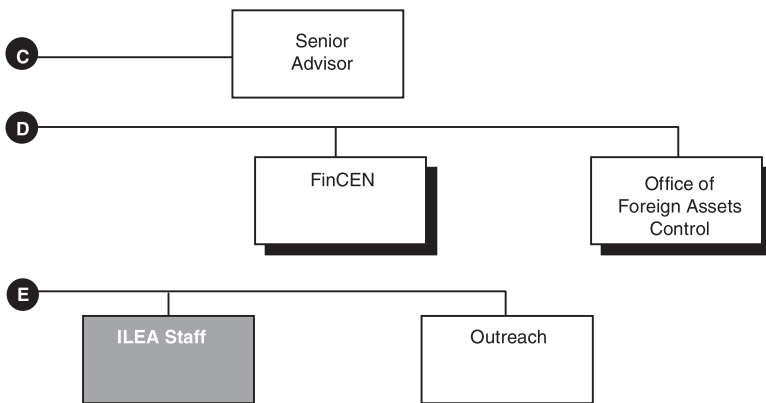 C
Senior
Advisor
D
FinCEN
Office of
Foreign Assets
Control
E
ILEA Staff
Outreach